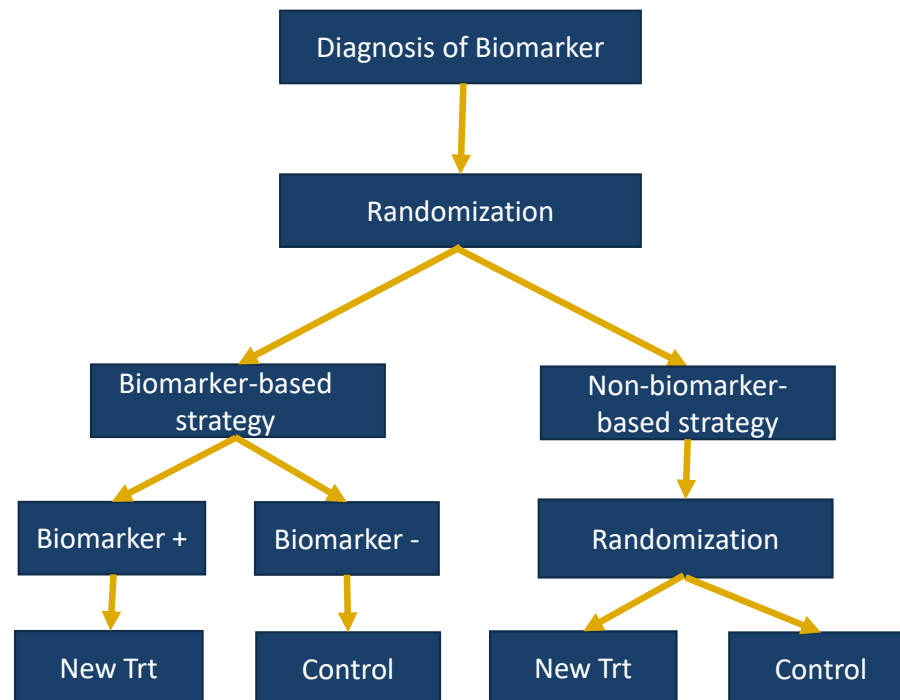 Diagnosis of Biomarker
Randomization
Biomarker-based
strategy
Non-biomarker-
based strategy
Biomarker +
Biomarker -
Randomization
New Trt
Control
New Trt
Control